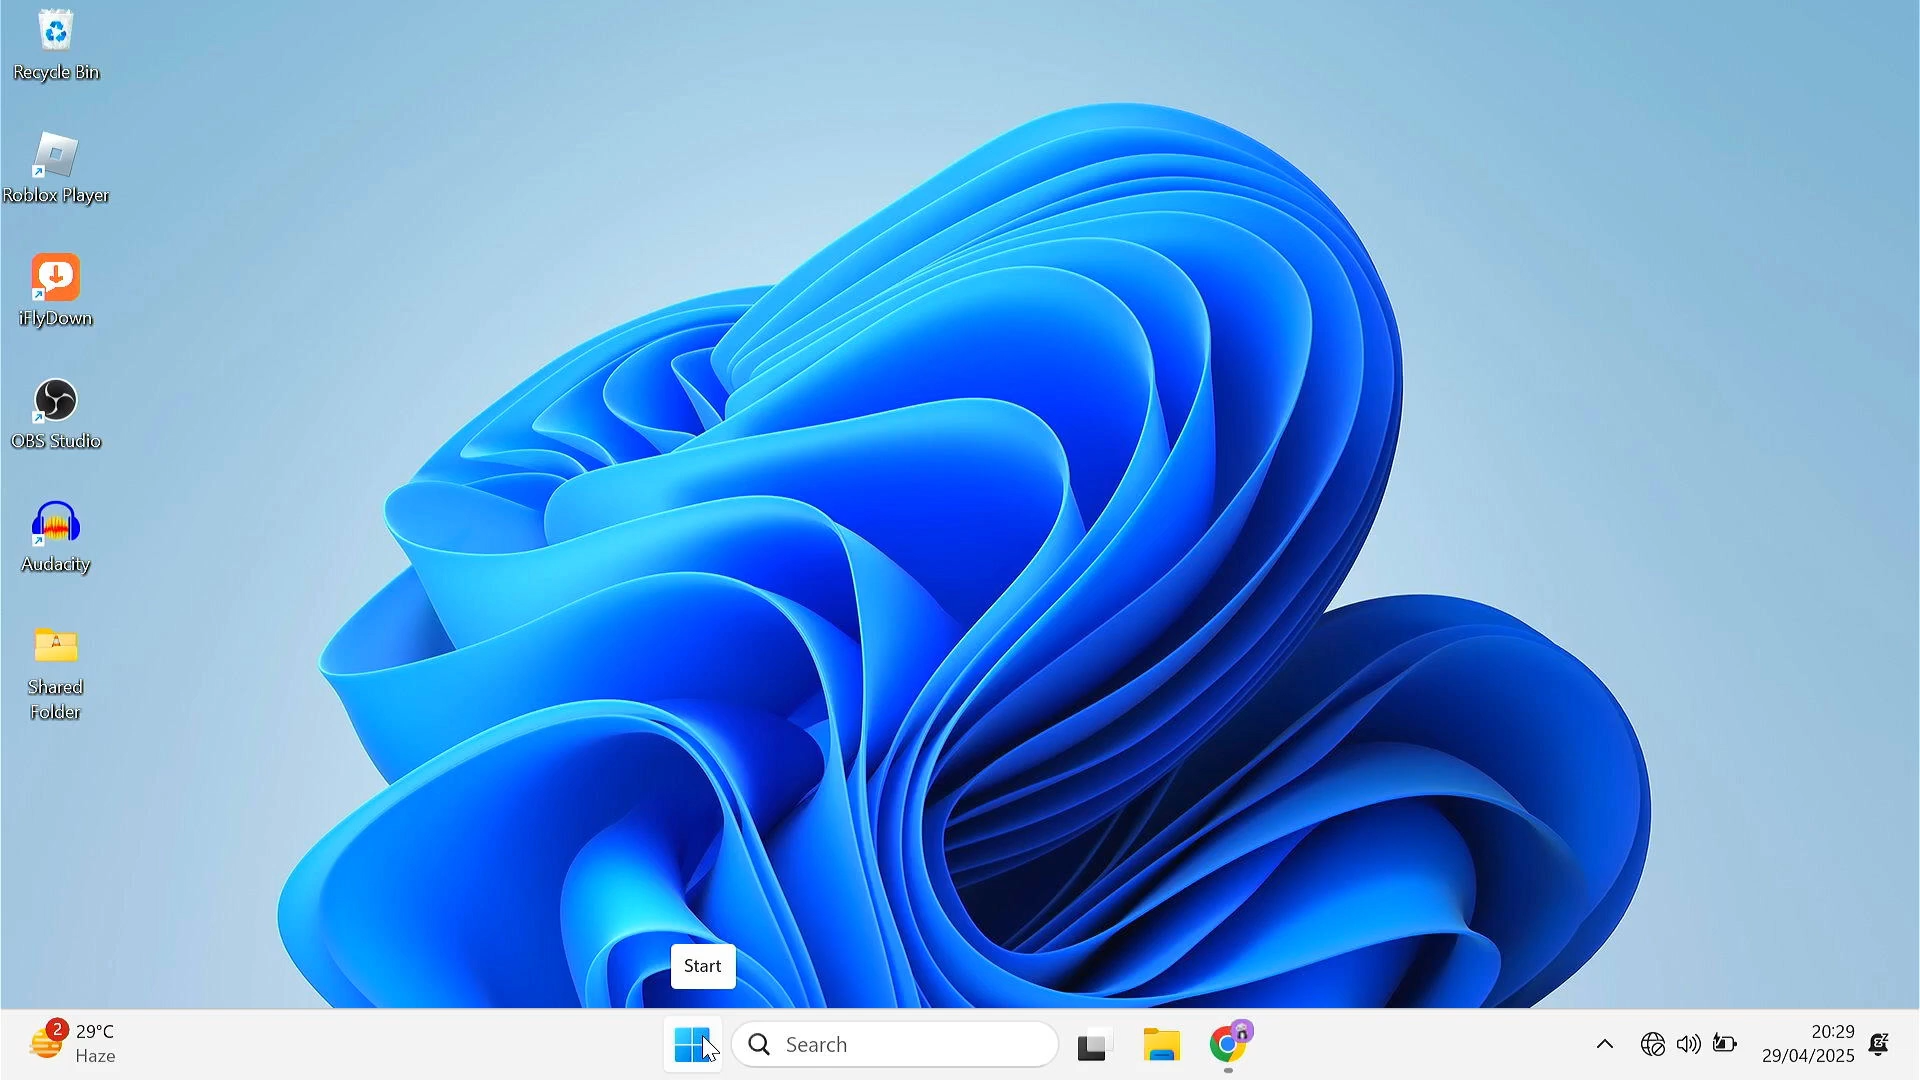 Recycle Bin
Roblox Player
iFlyDown
OBS Studio
Audacity
Shared
Folder
Start
2
29°C
Haze
Search
20:29
29/04/2025